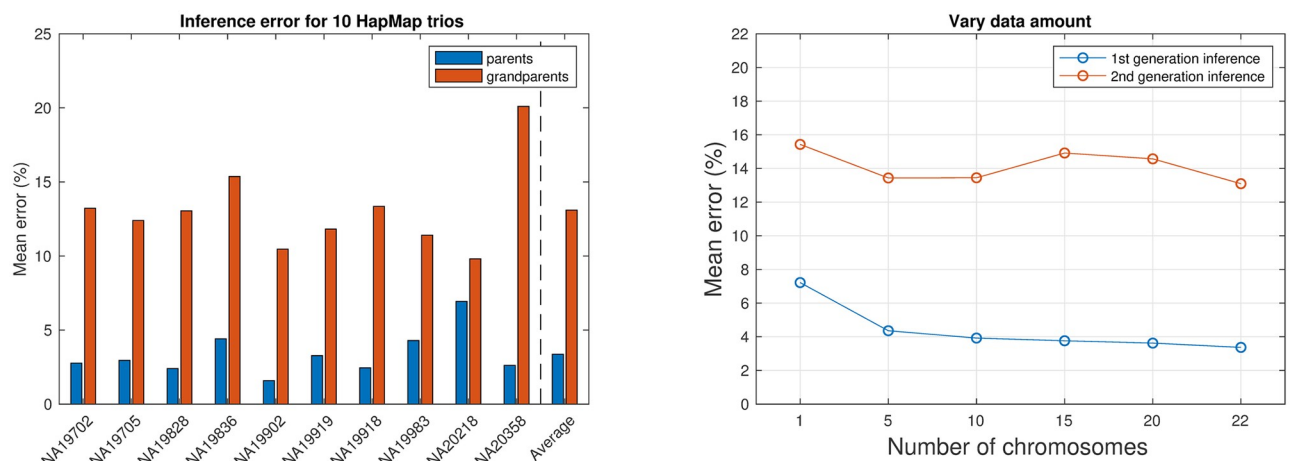 Inference error for 10 HapMap trios
25
20
15
10
5
0
Mean error (%)
parents
grandparents
NA19702
NA19705
NA19828
NA19836
NA19902
NA19919
NA19918
NA19983
NA20218
NA20358
Average
Vary data amount
22
20
18
16
14
12
10
8
6
4
2
0
Mean error (%)
1st generation inference
2nd generation inference
1 5 10 15 20 22
Number of chromosomes